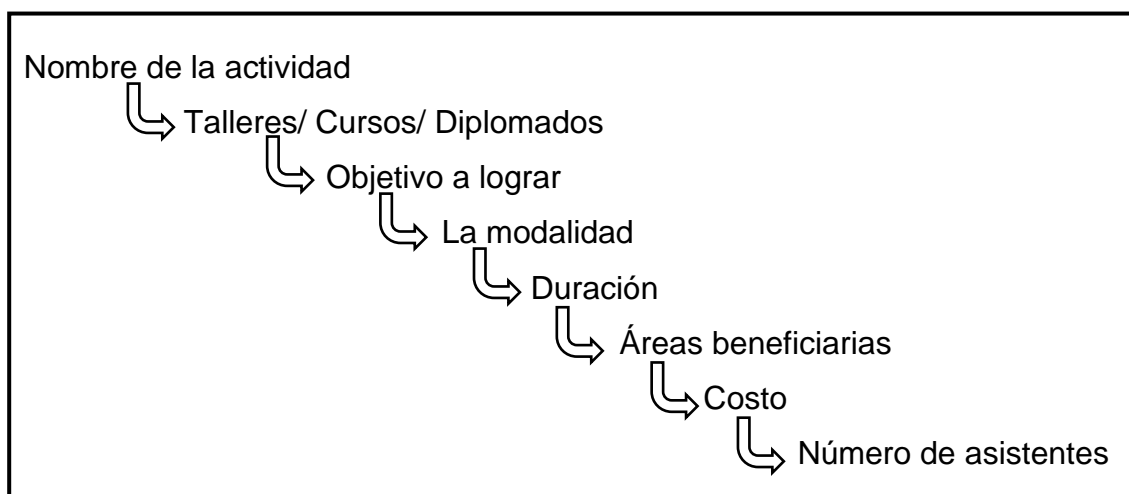 Nombre de la actividad
Talleres/ Cursos/ Diplomados
Objetivo a lograr
La modalidad
Duración
Áreas beneficiarias
Costo
Número de asistentes